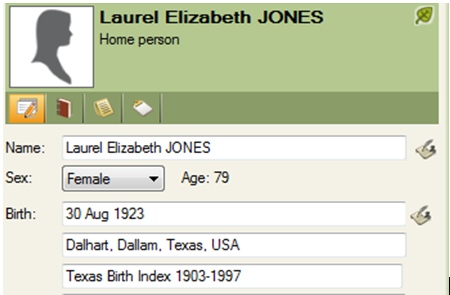 Laurel Elizabeth JONES
Home person
Name: Laurel Elizabeth JONES
Sex: Female Age: 79
Birth: 30 Aug 1923
Dalhart, Dallam, Texas, USA
Texas Birth Index 1903-1997